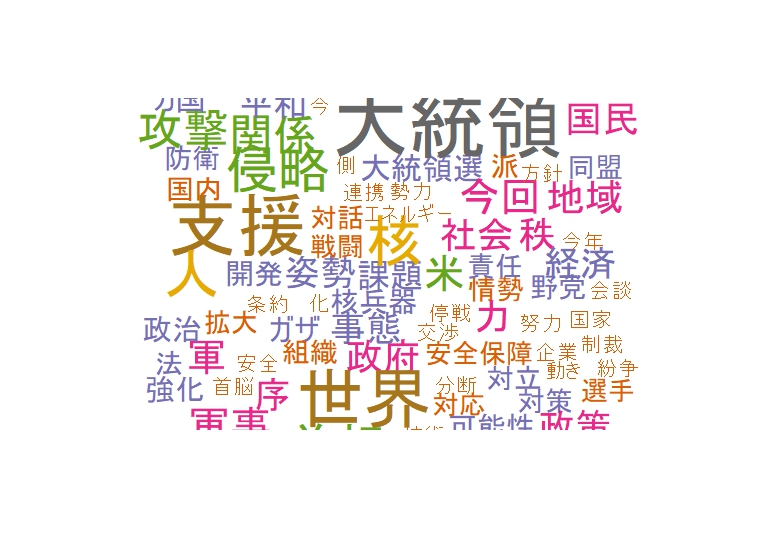 平和 今 大統領 国民
攻撃 関係
防衛 侵略 側 大統領選 派 方針 同盟
国内 連携 勢力 今回 地域
支援 対話 エネルギー 社会 秩
戦闘 核 今年
人 開発 姿勢 課題 米 責任 経済
情勢 野党 会談
条約 化 核兵器 停戦 力 努力 国家
政治 拡大 ガザ 事態 交渉
法 軍 安全 組織 政府 安全保障 企業 制裁
動き 紛争
強化 首脳 序 世界 分断 対立 選手
対応 対策
軍事 可能性 政策